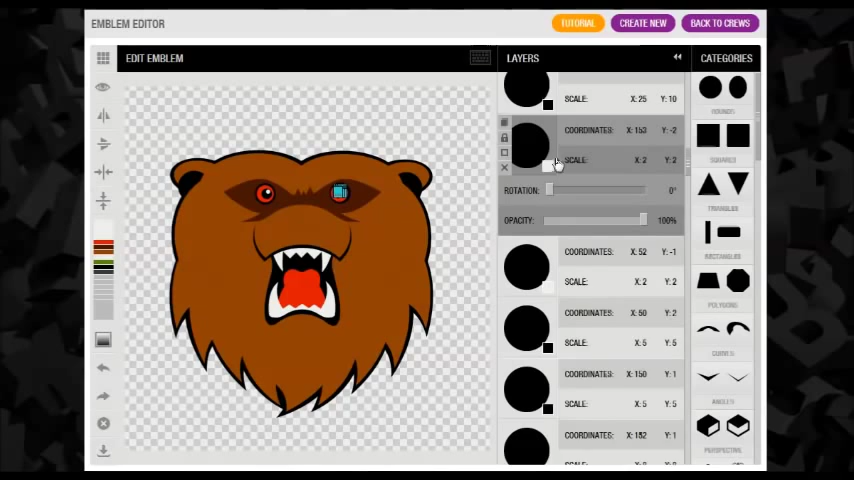 EMBLEM EDITOR
TUTORIAL
CREATE NEW
BACK TO CREWS
EDIT EMBLEM
LAYERS
CATEGORIES
SCALE: X: 25 Y: 10
COORDINATES: X: 153 Y: -2
SCALE: X: 2 Y: 2
ROTATION: 0°
OPACITY: 100%
COORDINATES: X: 52 Y: -1
SCALE: X: 2 Y: 2
COORDINATES: X: 50 Y: 2
SCALE: X: 5 Y: 5
COORDINATES: X: 150 Y: 1
SCALE: X: 5 Y: 5
COORDINATES: X: 152 Y: 1
ROUNDS
SQUARES
TRIANGLES
RECTANGLES
POLYGONS
CURVES
ANGLES
PERSPECTIVE